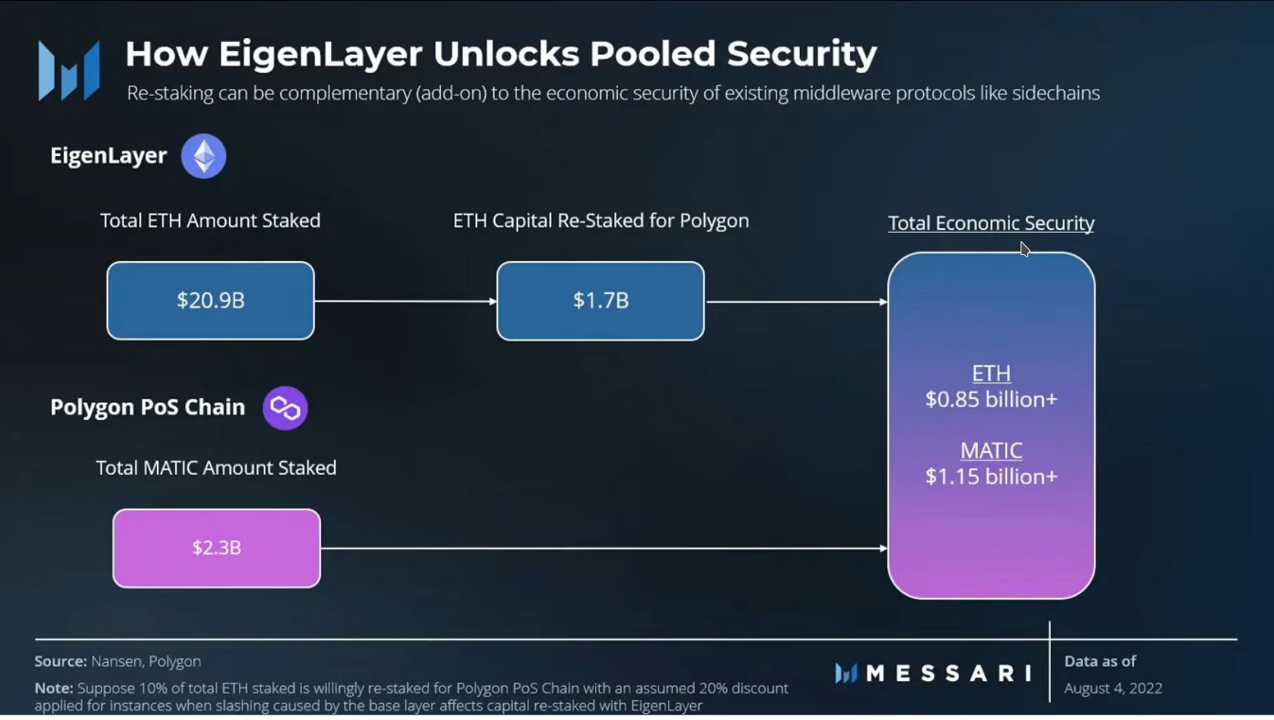 How EigenLayer Unlocks Pooled Security
Re-staking can be complementary (add-on) to the economic security of existing middleware protocols like sidechains
EigenLayer
Total ETH Amount Staked
ETH Capital Re-Staked for Polygon
Total Economic Security
$20.9B
$1.7B
ETH
$0.85 billion+
MATIC
$1.15 billion+
Polygon PoS Chain
Total MATIC Amount Staked
$2.3B
Source: Nansen, Polygon
Note: Suppose 10% of total ETH staked is willingly re-staked for Polygon PoS Chain with an assumed 20% discount
applied for instances when slashing caused by the base layer affects capital re-staked with EigenLayer
MESSARI
Data as of
August 4, 2022